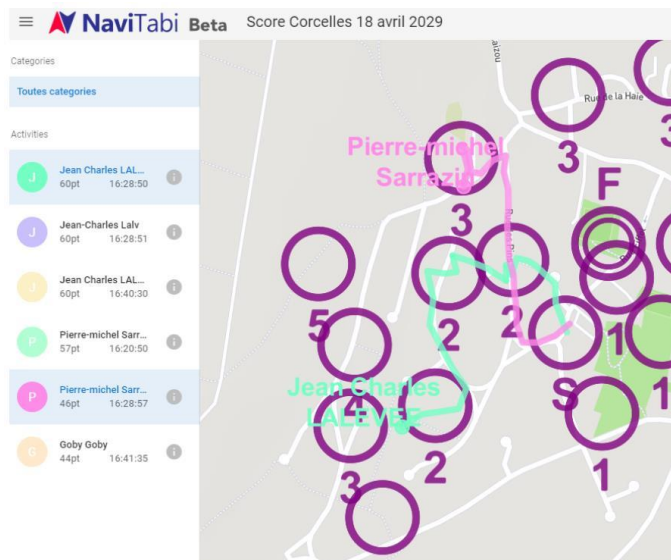 NaviTabi Beta Score Corcelles 18 avril 2029
Categories
Toutes categories
Activities
J
Jean Charles LAL...
60pt 16:28:50
J
Jean-Charles Lalv
60pt 16:28:51
J
Jean Charles LAL...
60pt 16:40:30
P
Pierre-michel Sarr...
57pt 16:20:50
P
Pierre-michel Sarr...
46pt 16:28:57
G
Goby Goby
44pt 16:41:35
Rue de la Haie
3
3
F
Pierre-michel
Sarrazin
3
5
2
2
1
1
S
Jean Charles
LALEVEE
4
2
1
3